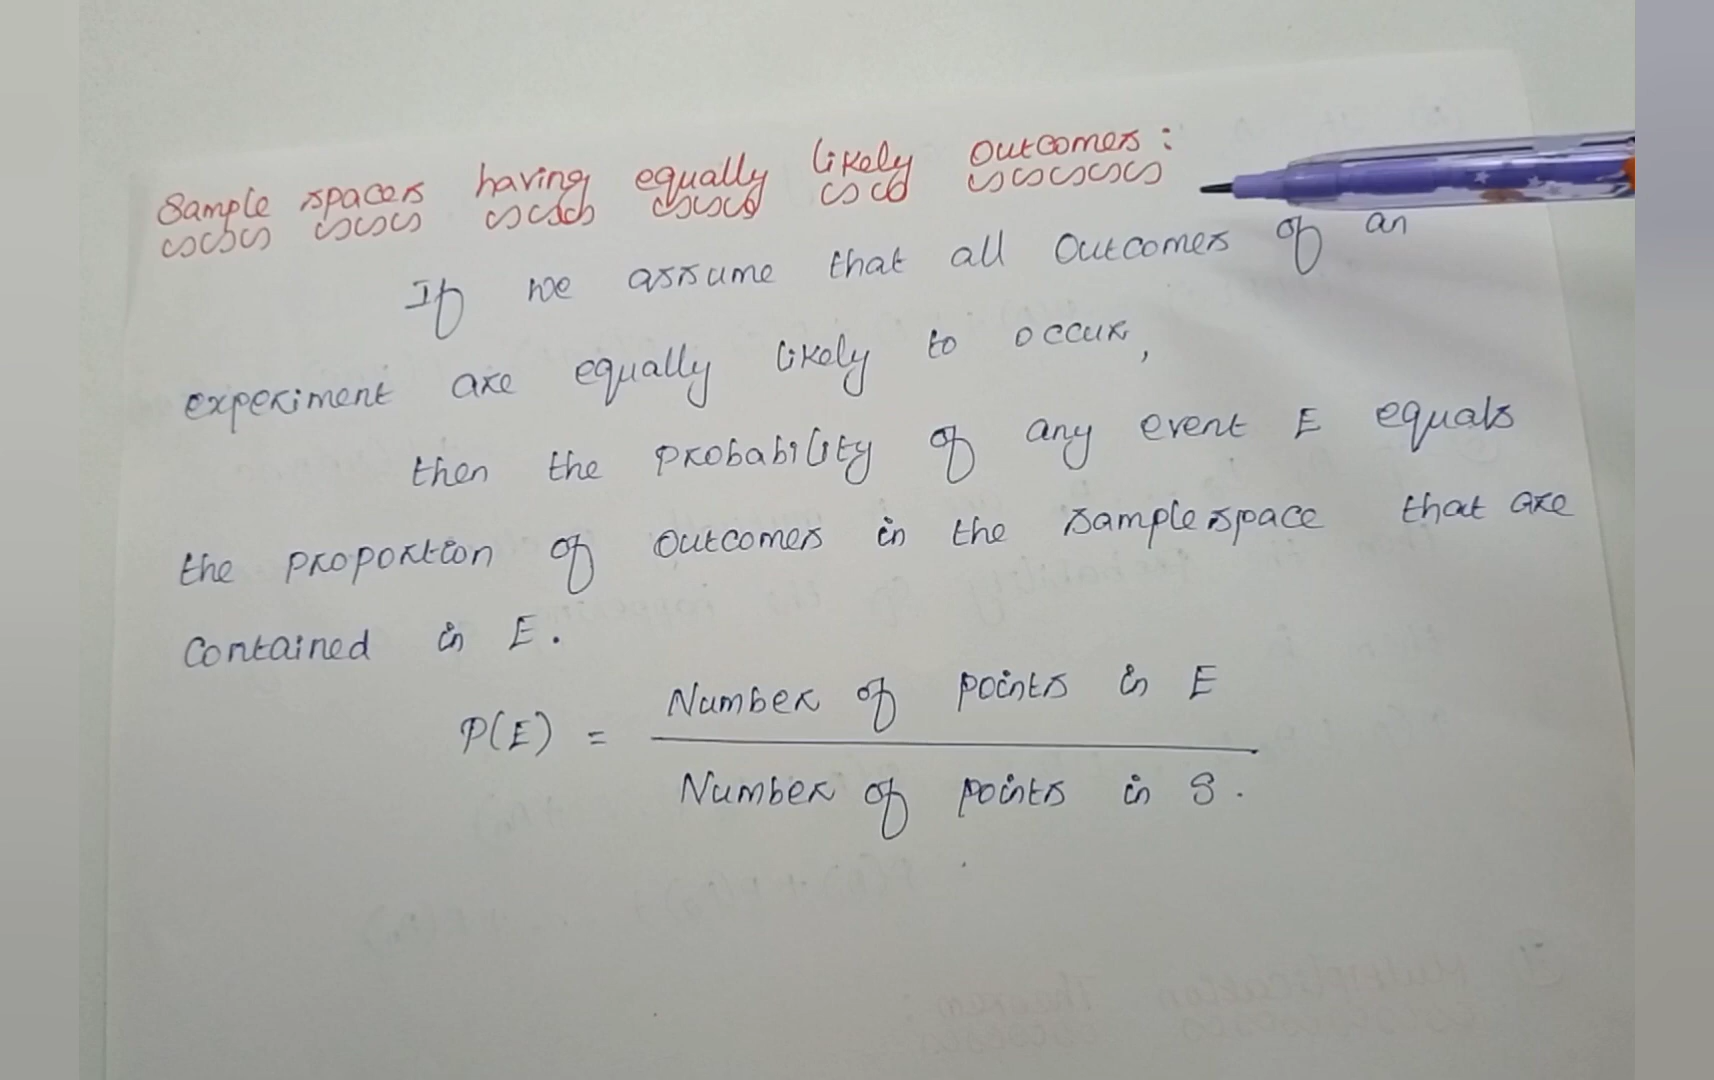 Sample spaces having equally likely outcomes:
If we assume that all outcomes of an
experiment are equally likely to occur,
then the probability of any event E equals
the proportion of outcomes in the sample space that are
contained in E.
P(E) = Number of points in E
Number of points in S.